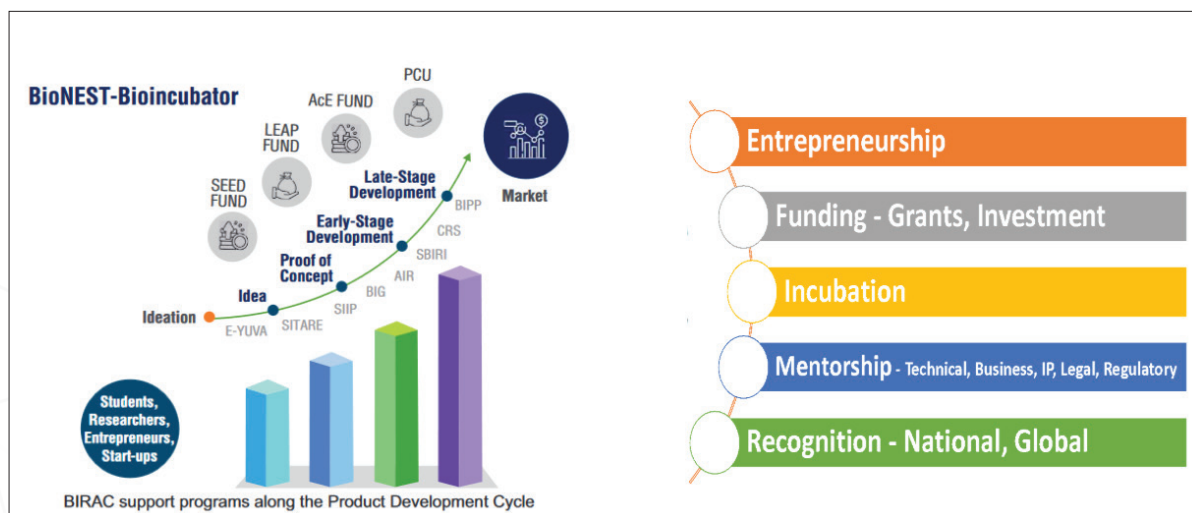 BioNEST-Bioincubator
PCU
AcE FUND
LEAP
FUND
SEED
FUND
Market
Late-Stage
Development
Early-Stage
Development
Proof of
Concept
Idea
Ideation
E-YUVA
SITARE
SIIP
BIG
AIR
SBIRI
CRS
BIPP
Students,
Researchers,
Entrepreneurs,
Start-ups
BIRAC support programs along the Product Development Cycle
Entrepreneurship
Funding - Grants, Investment
Incubation
Mentorship - Technical, Business, IP, Legal, Regulatory
Recognition - National, Global